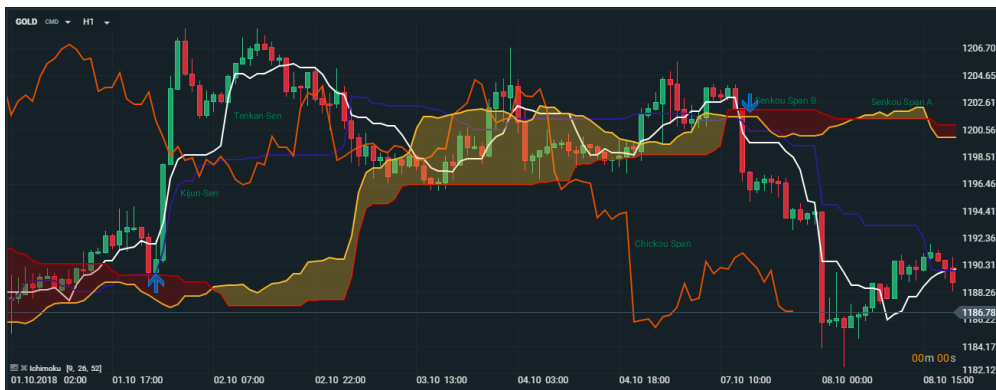 GOLD CMD H1
1206.70
1204.65
1202.61
Senkou Span B
Senkou Span A
Tenkan-Sen
1200.56
1198.51
1196.46
Kijun-Sen
1194.41
Chickou Span
1192.36
1190.31
1188.26
1186.78
1186.22
1184.17
00m 00s
Ichimoku [9, 26, 52]
1182.12
01.10.2018 02:00 01.10 17:00 02.10 07:00 02.10 22:00 03.10 13:00 04.10 03:00 04.10 18:00 07.10 10:00 08.10 00:00 08.10 15:00